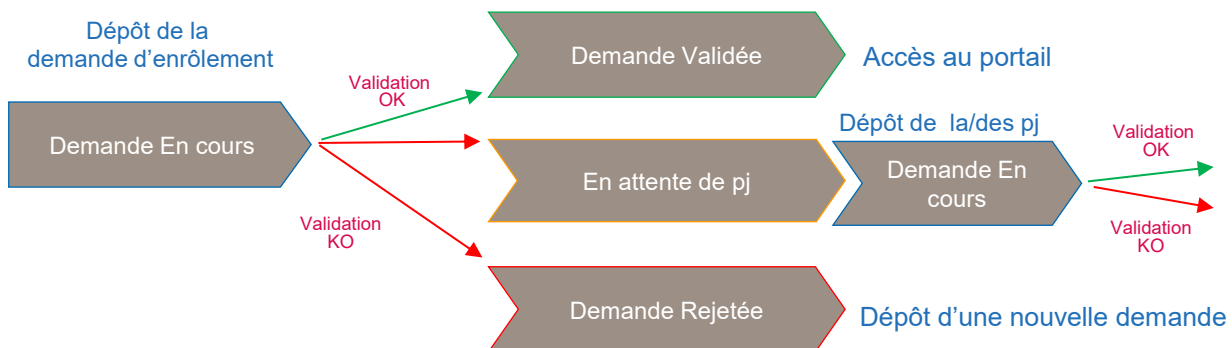 Dépôt de la
demande d'enrôlement
Demande En cours
Validation
OK
Validation
KO
Demande Validée
Accès au portail
En attente de pj
Dépôt de la/des pj
Demande En
cours
Validation
OK
Validation
KO
Demande Rejetée
Dépôt d'une nouvelle demande